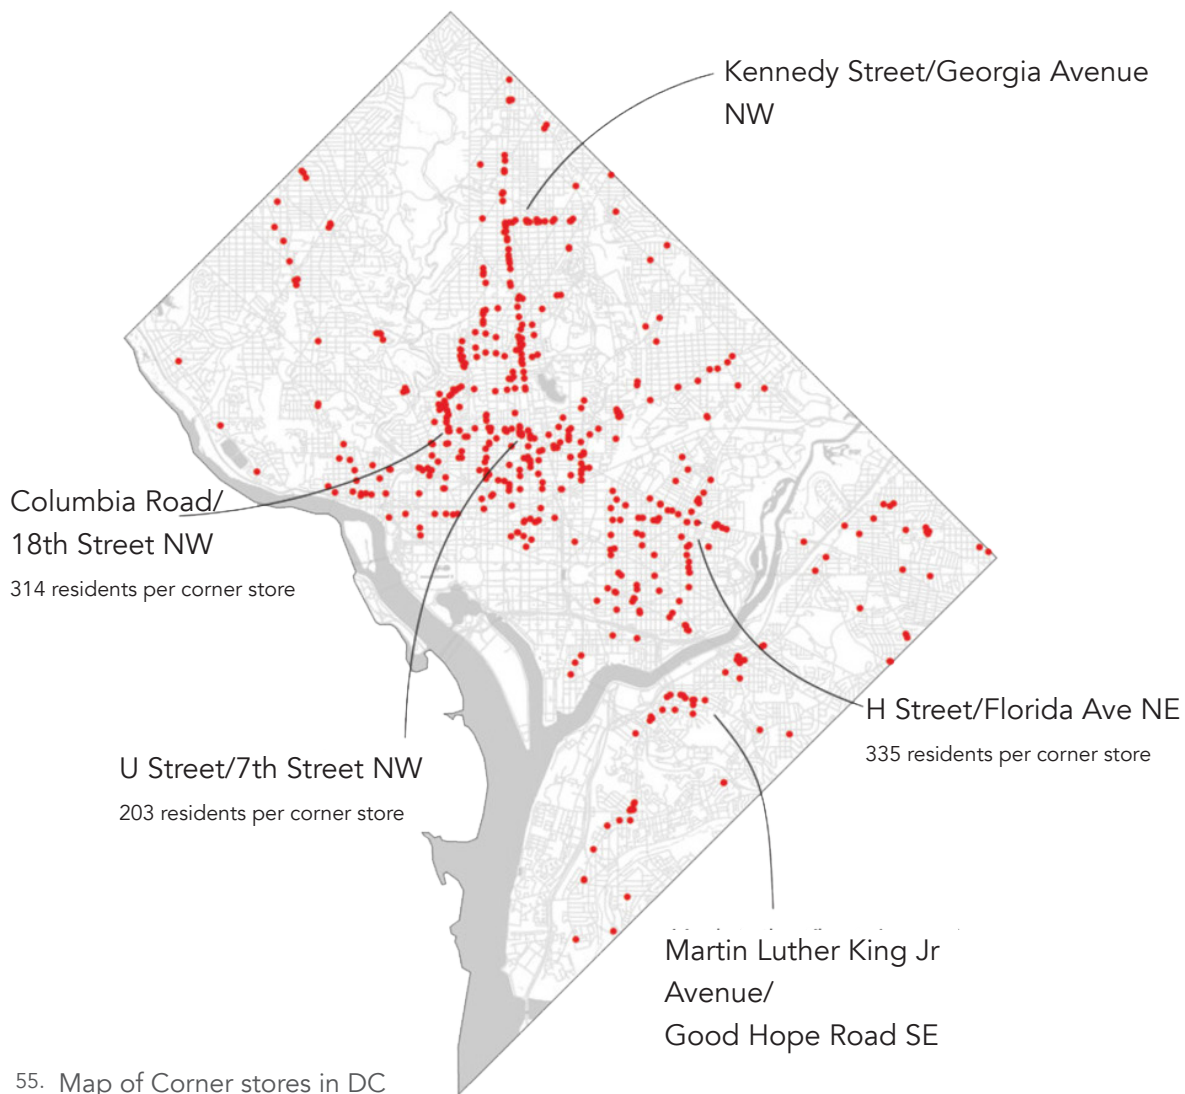 Kennedy Street/Georgia Avenue
NW
Columbia Road/
18th Street NW
314 residents per corner store
U Street/7th Street NW
203 residents per corner store
H Street/Florida Ave NE
335 residents per corner store
Martin Luther King Jr
Avenue/
Good Hope Road SE
55. Map of Corner stores in DC